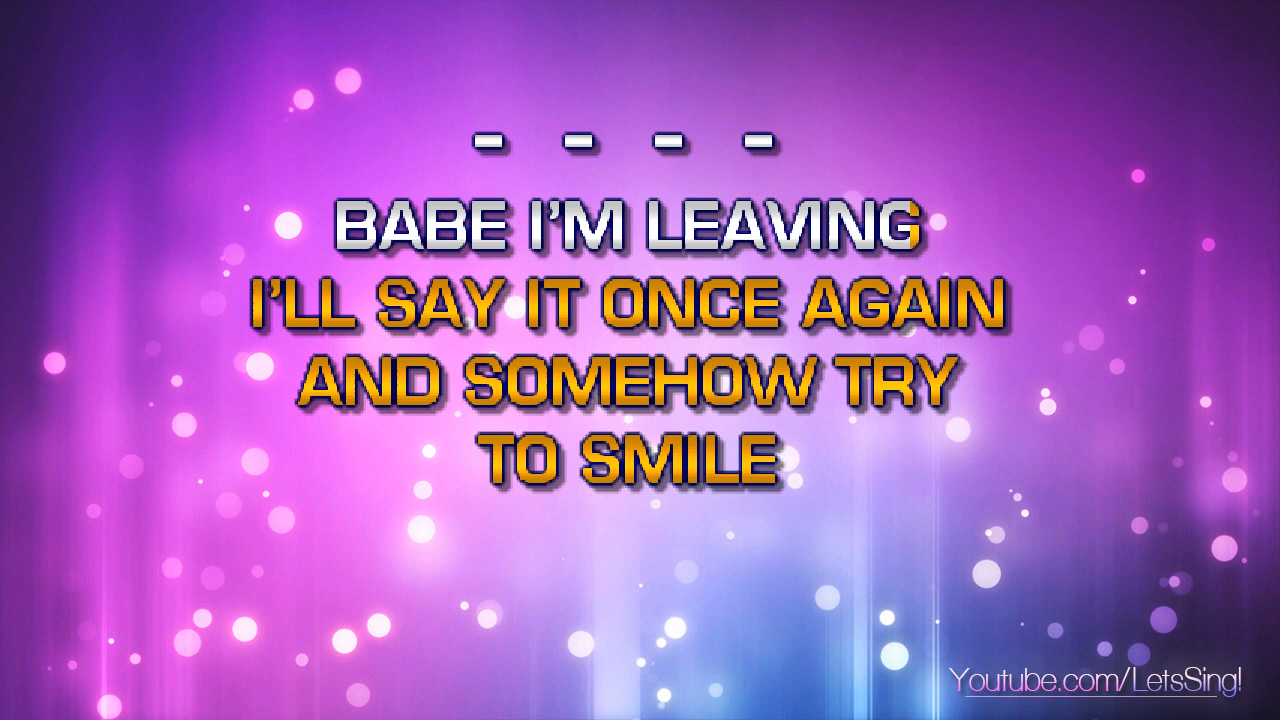 - - - -
BABE I'M LEAVING
I'LL SAY IT ONCE AGAIN
AND SOMEHOW TRY
TO SMILE
Youtube.com/LetsSing!